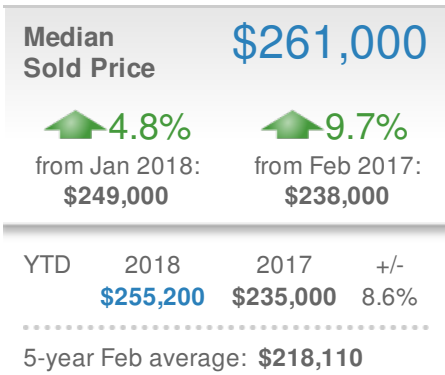 Median $261,000
Sold Price
4.8% 9.7%
from Jan 2018: from Feb 2017:
$249,000 $238,000
YTD 2018 2017 +/-
$255,200 $235,000 8.6%
5-year Feb average: $218,110